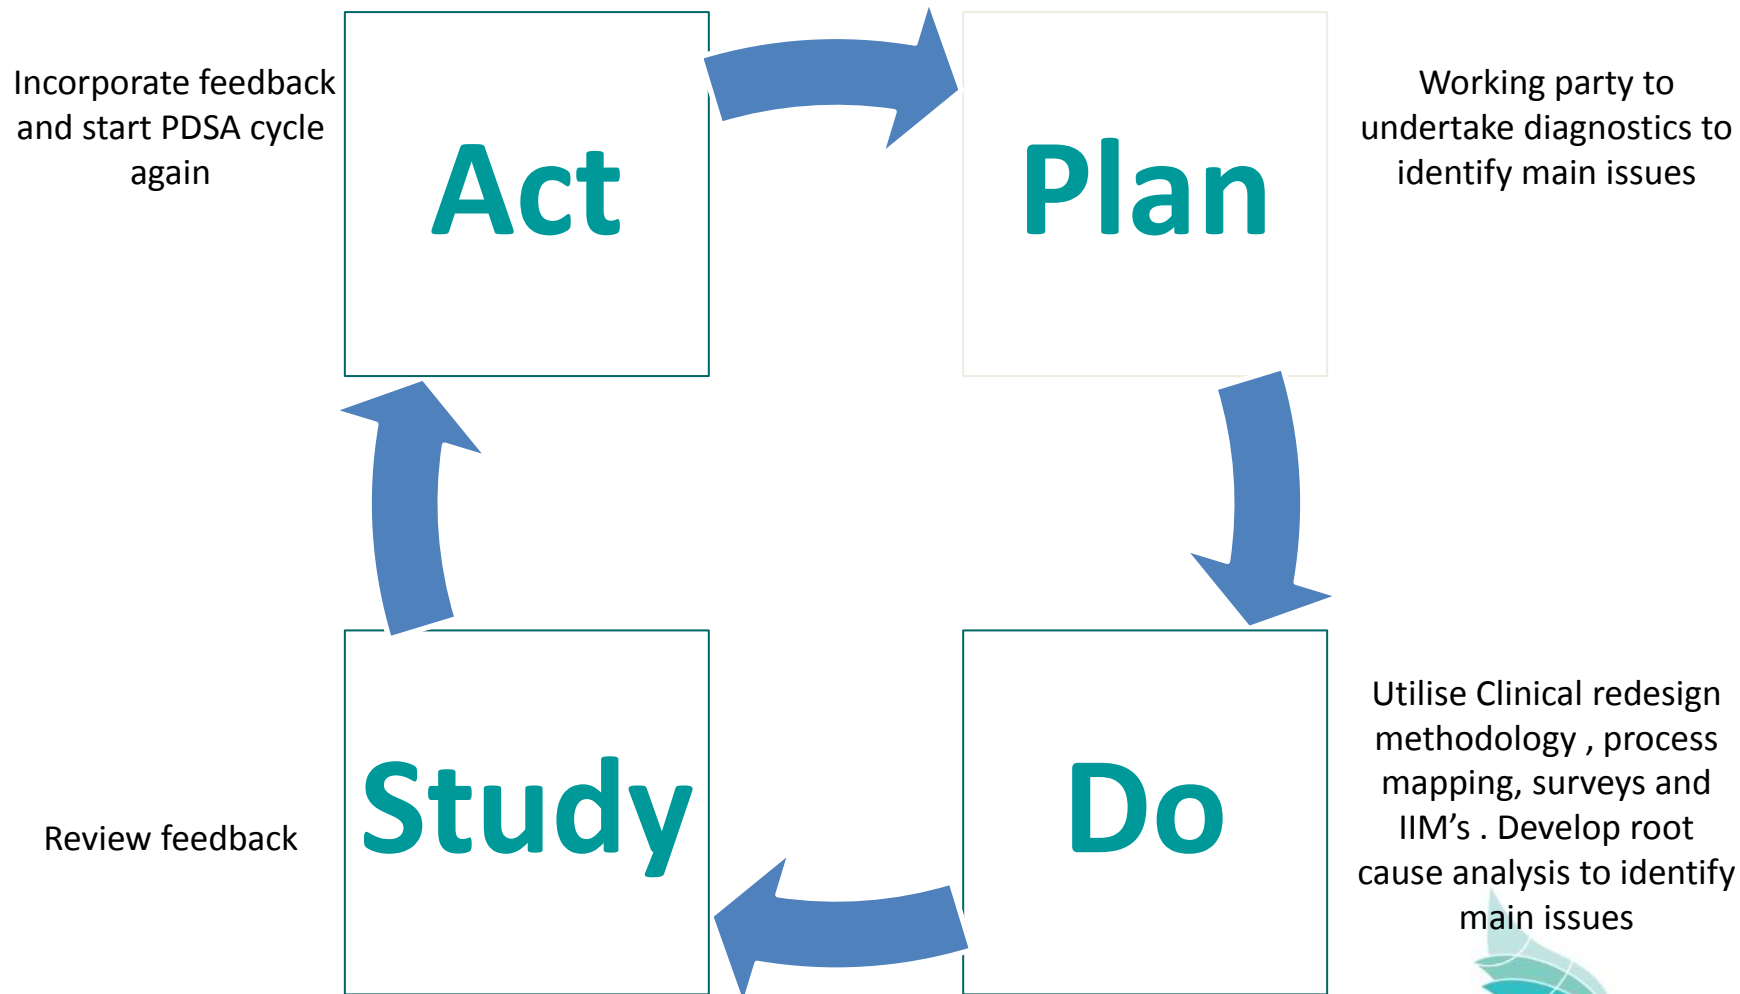 Incorporate feedback
and start PDSA cycle
again
Act
Plan
Working party to
undertake diagnostics to
identify main issues
Study
Review feedback
Do
Utilise Clinical redesign
methodology , process
mapping, surveys and
IIM’s . Develop root
cause analysis to identify
main issues